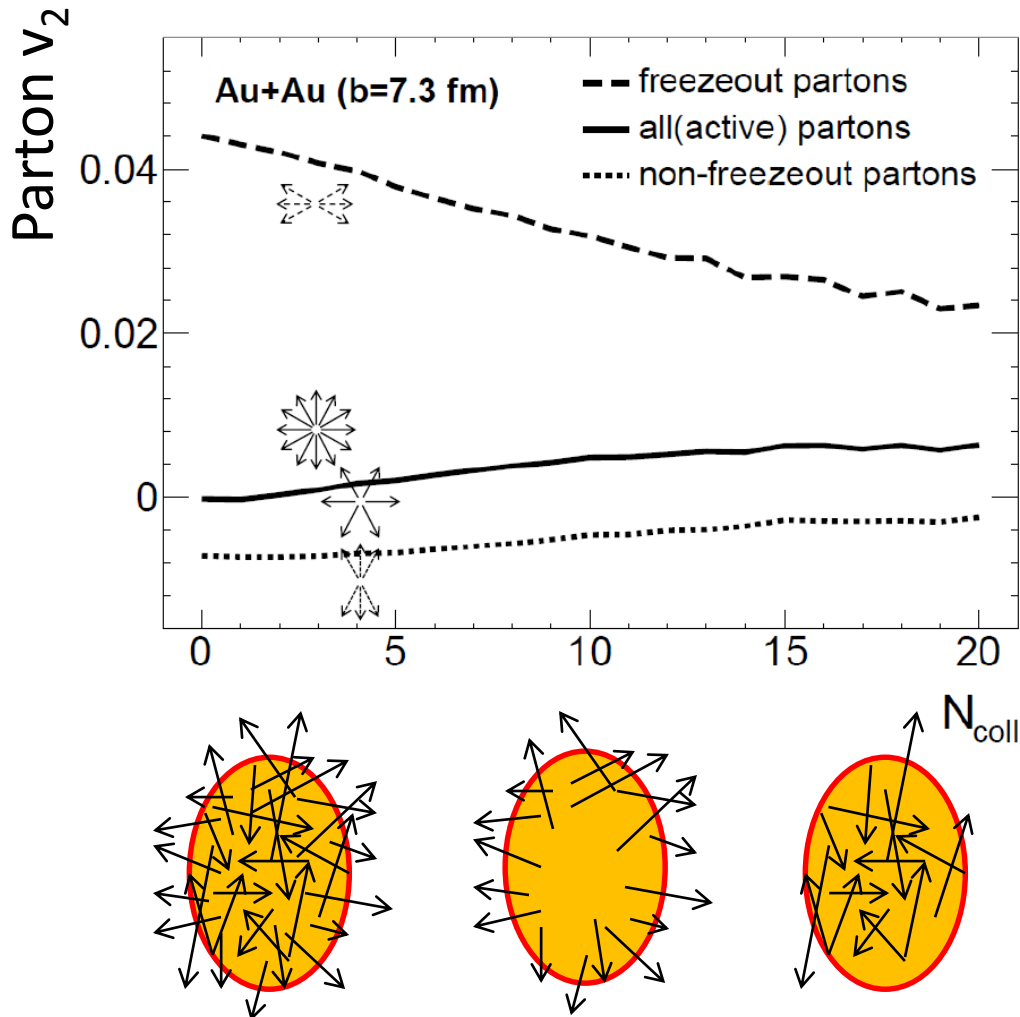 Parton v₂
Au+Au (b=7.3 fm)
freezeout partons
all(active) partons
non-freezeout partons
0.04
0.02
0
0 5 10 15 20
N_coll